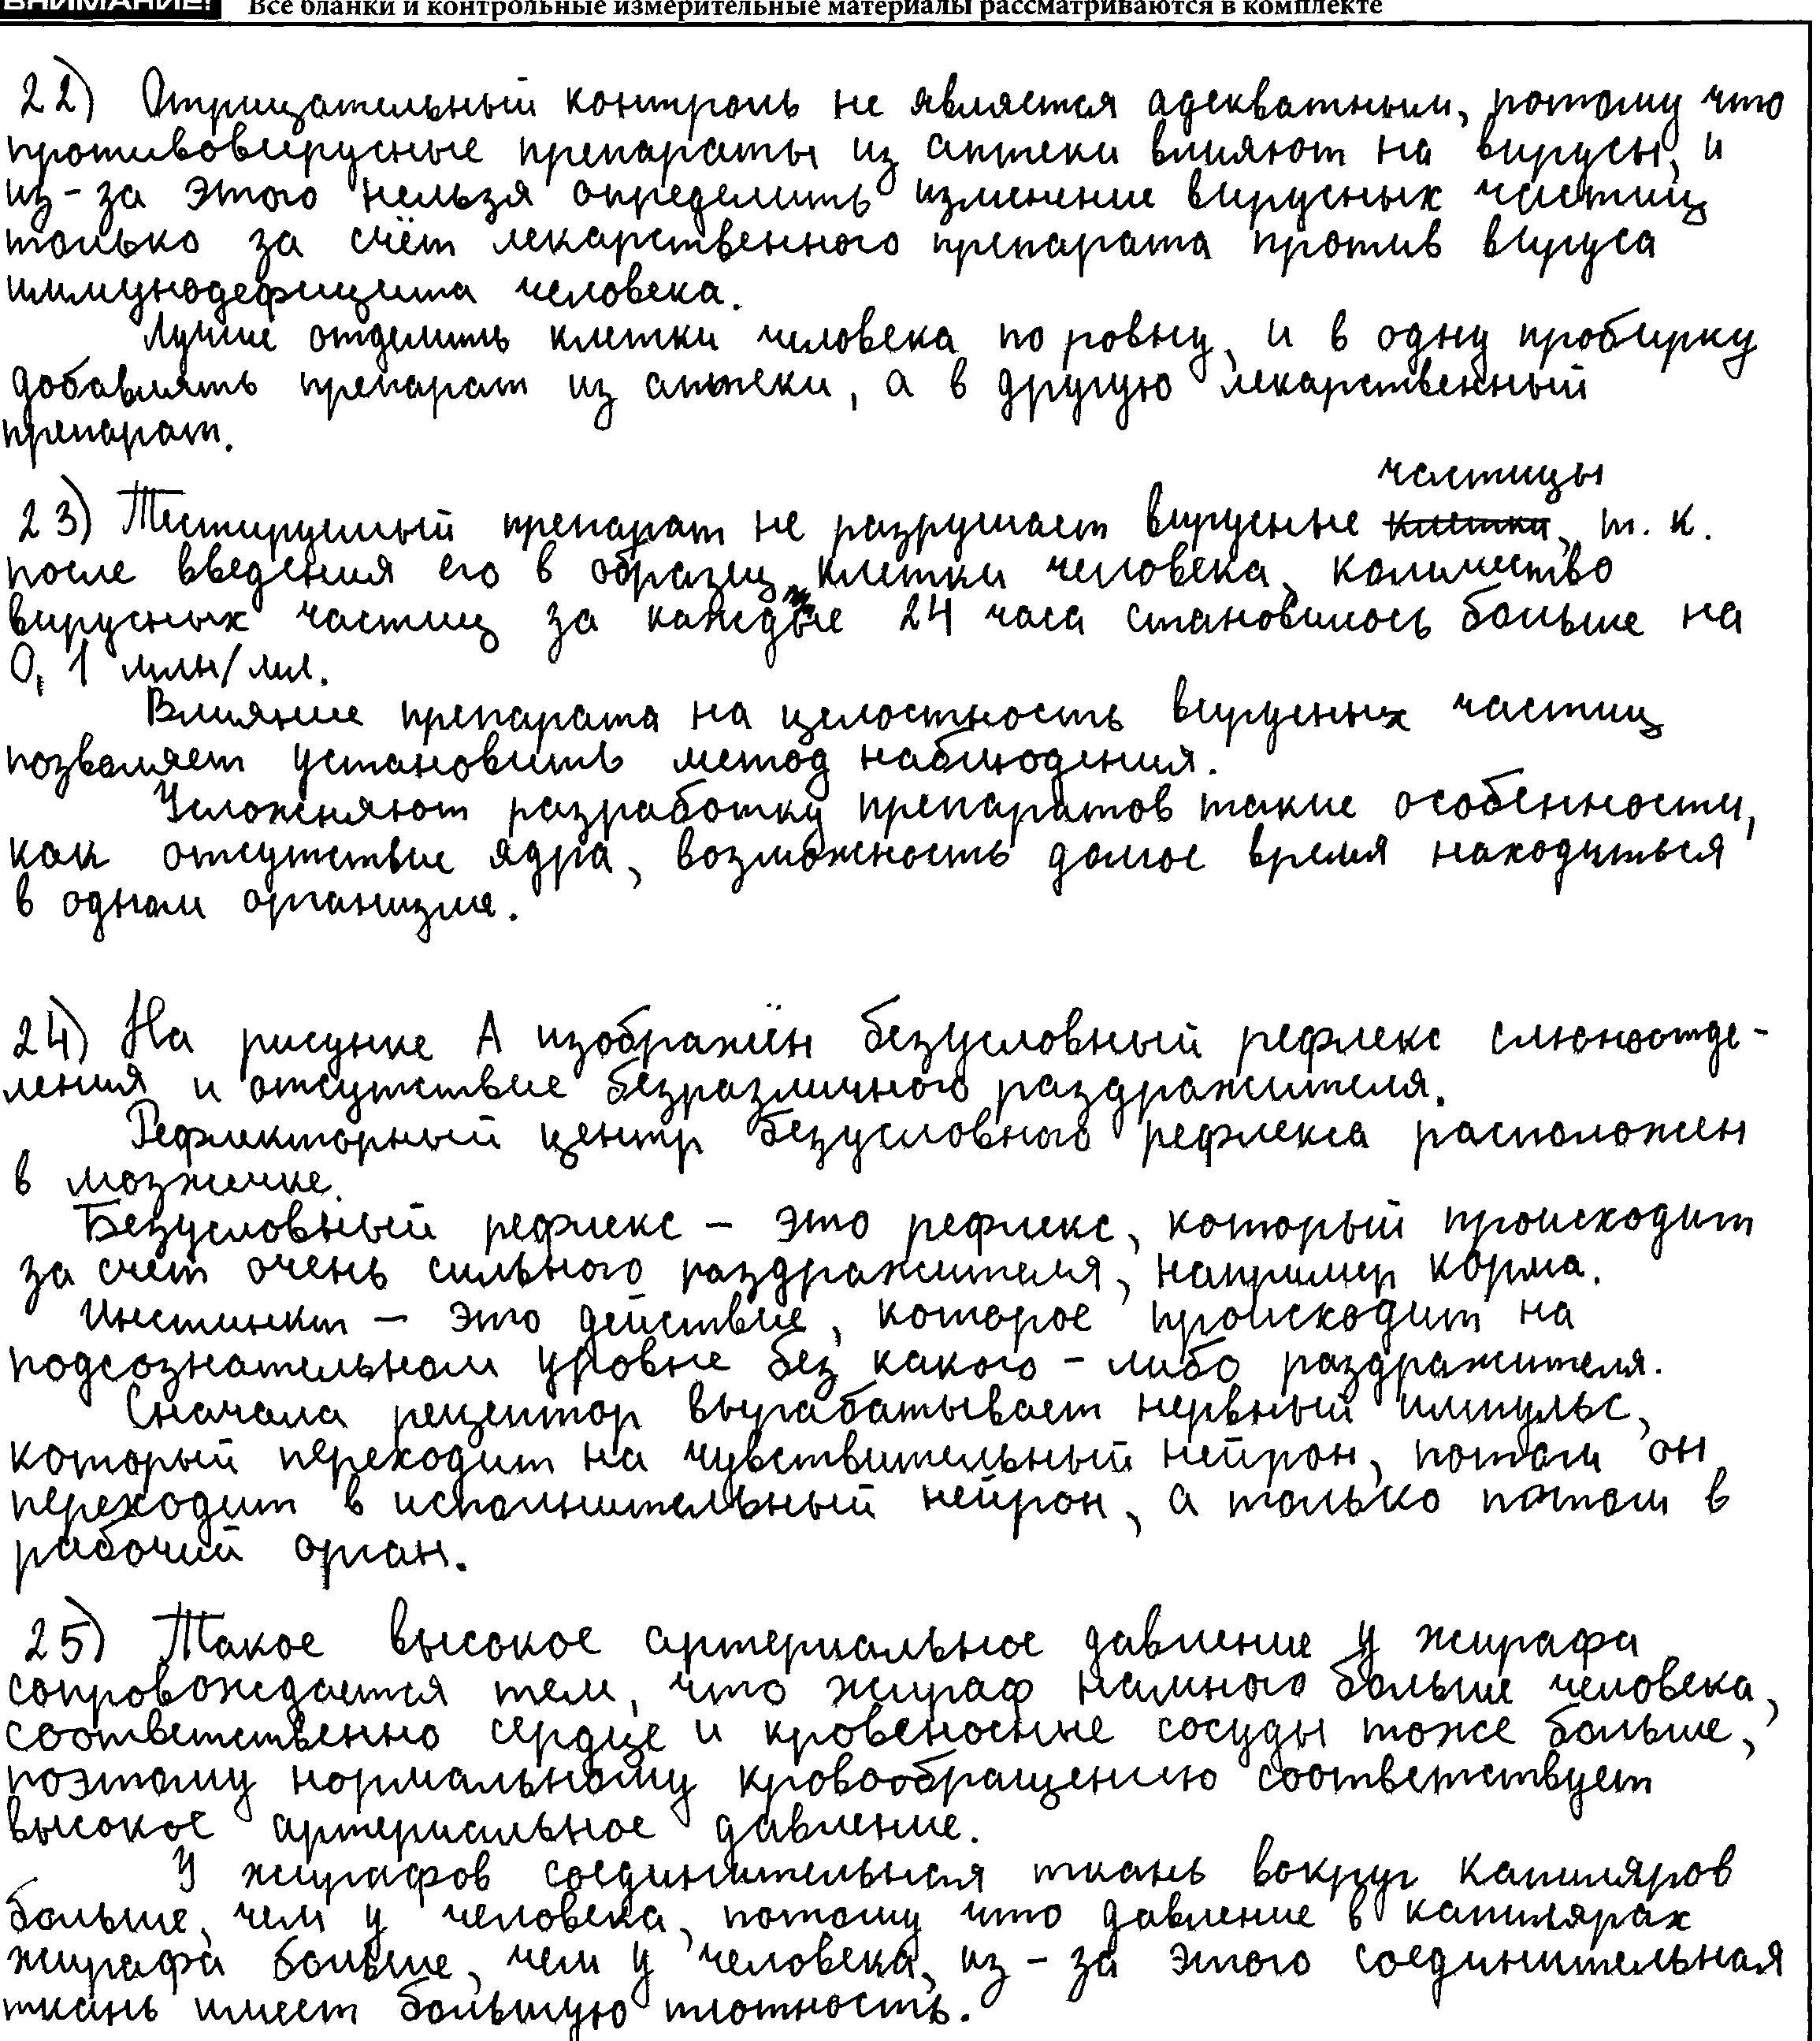 ВНИМАНИЕ! Все бланки и контрольные измерительные материалы рассматриваются в комплекте
22) Отрицательный контроль не является адекватным, потому что
противовирусные препараты из аптеки влияют на вирусы, и
из-за этого нельзя определить изменение вирусных частиц
только за счёт лекарственного препарата против вируса
иммунодефицита человека.
Лучше отделить клетки человека по ровну, и в одну пробирку
добавлять препарат из аптеки, а в другую лекарственный
препарат.
частицы
23) Тестируемый препарат не разрушает вирусные клетки, т. к.
после введения его в образец клетки человека, количество
вирусных частиц за каждые 24 часа становилось больше на
0,1 млн/мл.
Влияние препарата на целостность вирусных частиц
позволяет установить метод наблюдения.
Усложняют разработку препаратов такие особенности,
как отсутствие ядра, возможность долгое время находиться
в одном организме.
24) На рисунке А изображён безусловный рефлекс слюноотде-
ления и отсутствие безразличного раздражителя.
Рефлекторный центр безусловного рефлекса расположен
в мозжечке.
Безусловный рефлекс – это рефлекс, который происходит
за счет очень сильного раздражителя, например корма.
Инстинкт – это действие, которое происходит на
подсознательном уровне без какого-либо раздражителя.
Сначала рецептор вырабатывает нервный импульс,
который переходит на чувствительный нейрон, потом он
переходит в исполнительный нейрон, а только потом в
рабочий орган.
25) Такое высокое артериальное давление у жирафа
сопровождается тем, что жираф намного больше человека,
соответственно сердце и кровеносные сосуды тоже больше,
поэтому нормальному кровообращению соответствует
высокое артериальное давление.
У жирафов соединительная ткань вокруг капиляров
больше, чем у человека, потому что давление в капилярах
жирафа больше, чем у человека, из-за этого соединительная
ткань имеет большую плотность.